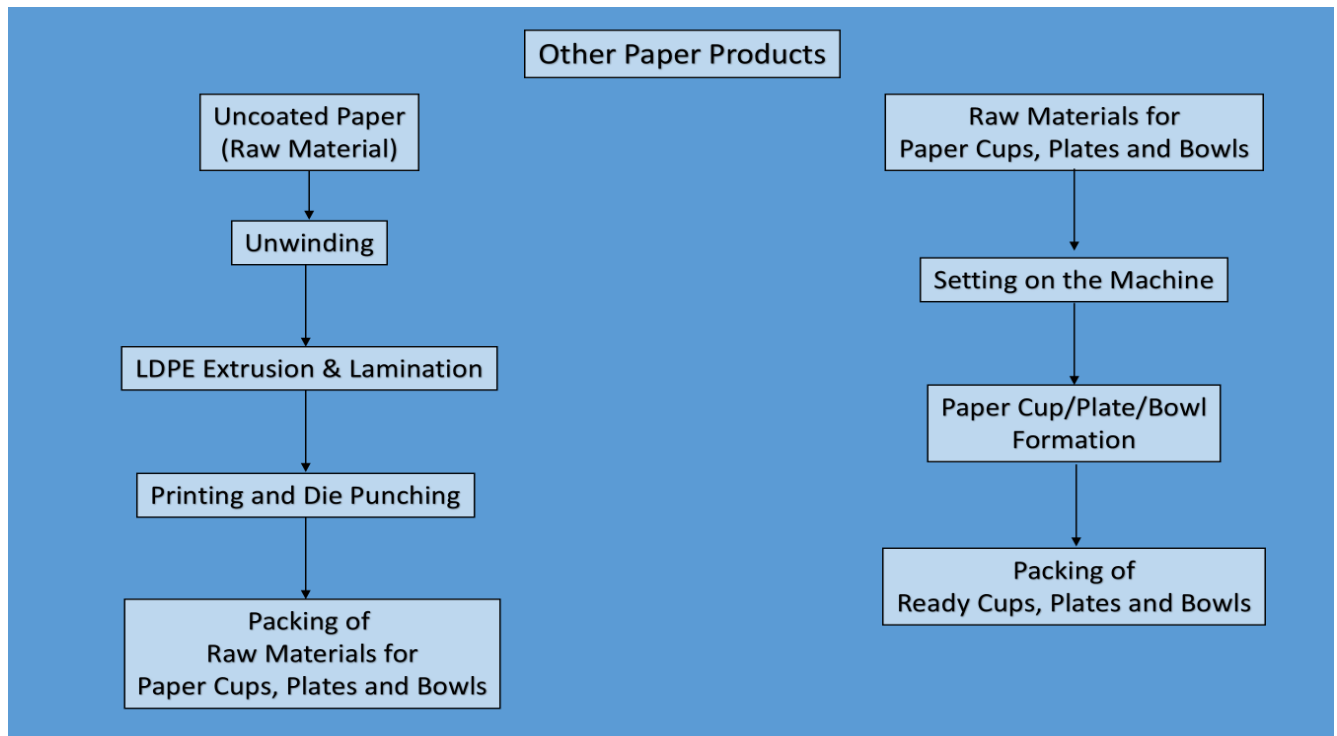 Other Paper Products
Uncoated Paper
(Raw Material)
Unwinding
LDPE Extrusion & Lamination
Printing and Die Punching
Packing of
Raw Materials for
Paper Cups, Plates and Bowls
Raw Materials for
Paper Cups, Plates and Bowls
Setting on the Machine
Paper Cup/Plate/Bowl
Formation
Packing of
Ready Cups, Plates and Bowls